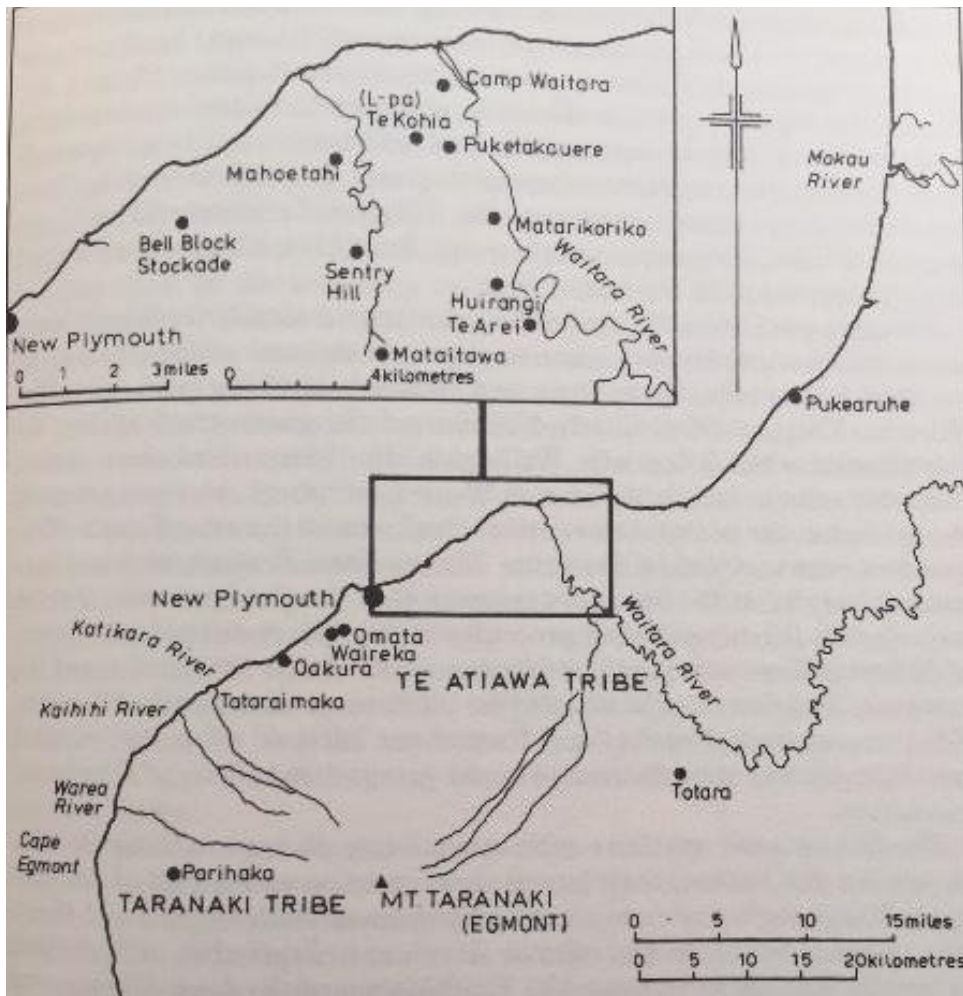 Camp Waitara
(L-pa)
Te Kohia
Puketakauere
Mahoetahi
Mokau
River
Matarikoriko
Bell Block
Stockade
Sentry
Hill
Waitara River
Huirangi
Te Arei
New Plymouth
Mataitawa
0 1 2 3 miles 0 4 kilometres
Pukearuhe
New Plymouth
Katikara River
Omata
Waireka
Oakura
Waitara River
TE ATIAWA TRIBE
Kaihihi River
Tataraimaka
Totara
Warea
River
Cape
Egmont
Parihaka
TARANAKI TRIBE
MT. TARANAKI
(EGMONT)
0 5 10 15 miles
0 5 10 15 20 kilometres